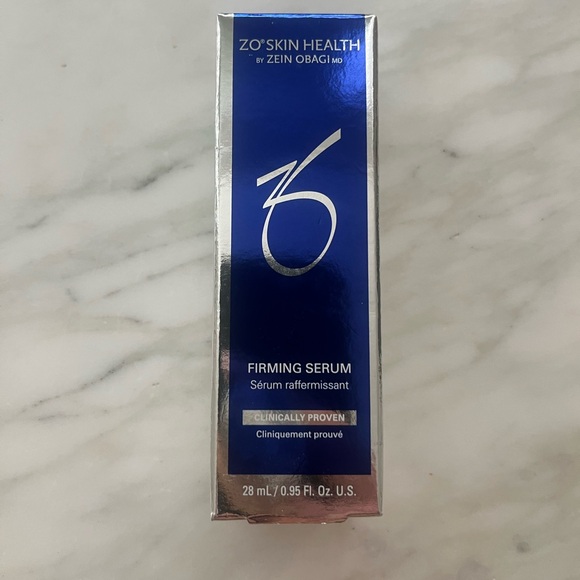 ZO® SKIN HEALTH
BY ZEIN OBAGI MD
ZO
FIRMING SERUM
Sérum raffermissant
CLINICALLY PROVEN
Cliniquement prouvé
28 mL / 0.95 Fl. Oz. U.S.